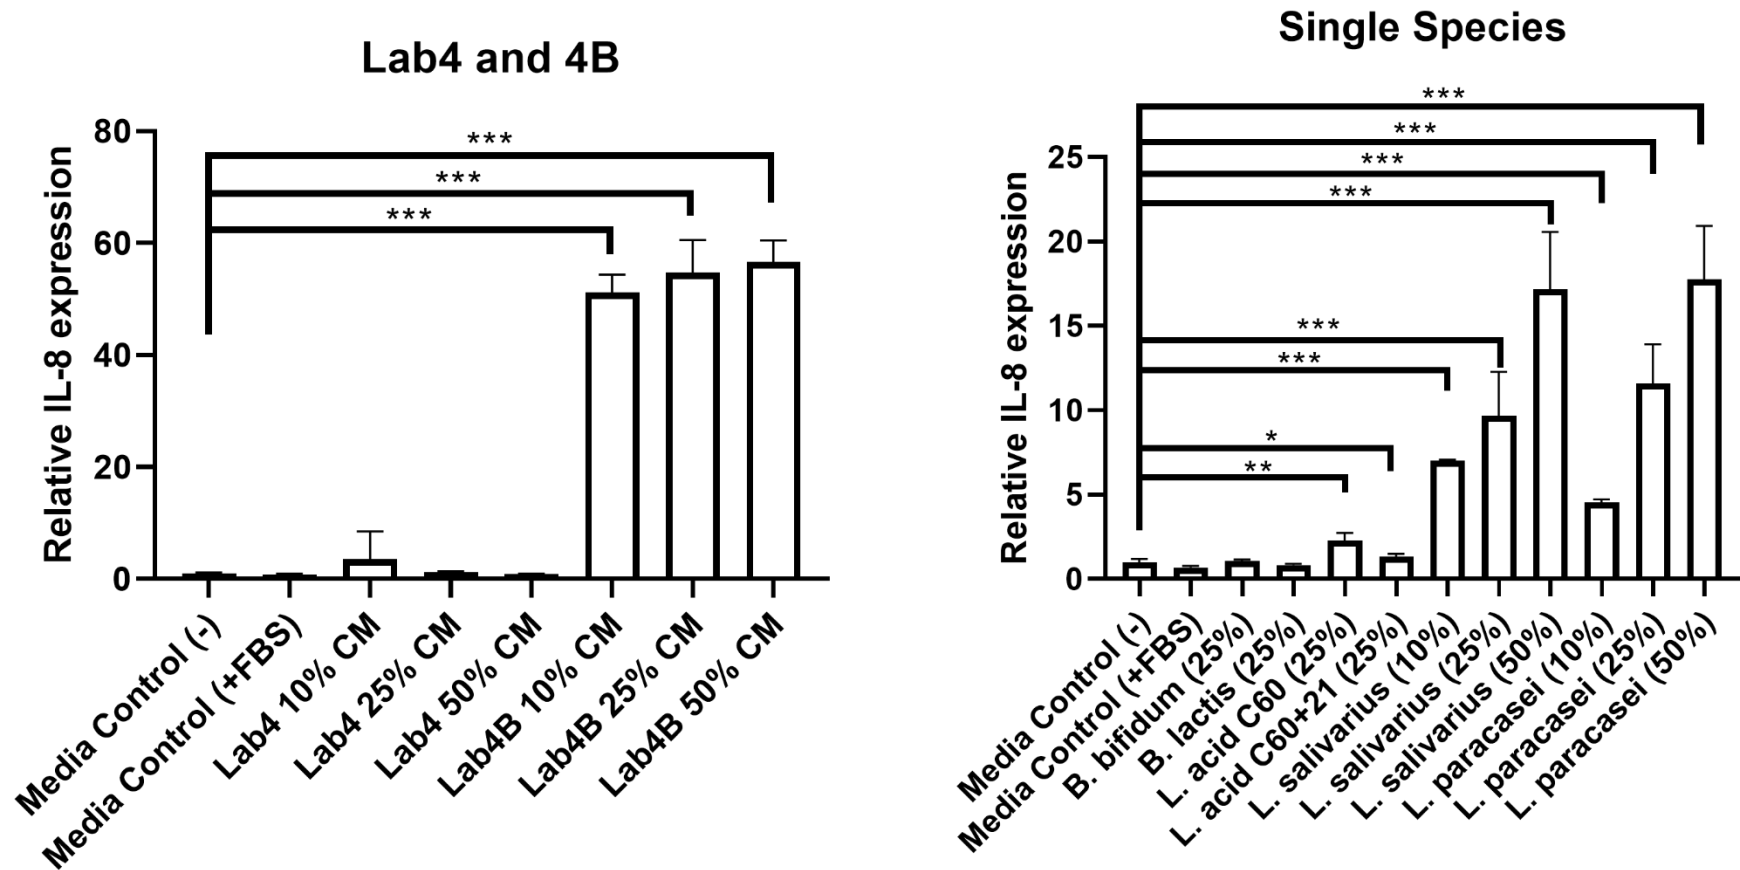 Lab4 and 4B
Relative IL-8 expression
80
60
40
20
0
***
***
***
Media Control (-)
Media Control (+FBS)
Lab4 10% CM
Lab4 25% CM
Lab4 50% CM
Lab4B 10% CM
Lab4B 25% CM
Lab4B 50% CM
Single Species
Relative IL-8 expression
25
20
15
10
5
0
***
***
***
***
***
***
*
**
Media Control (-)
Media Control (+FBS)
B. bifidum (25%)
B. lactis (25%)
L. acid C60 (25%)
L. acid C60+21 (25%)
L. salivarius (10%)
L. salivarius (25%)
L. salivarius (50%)
L. paracasei (10%)
L. paracasei (25%)
L. paracasei (50%)